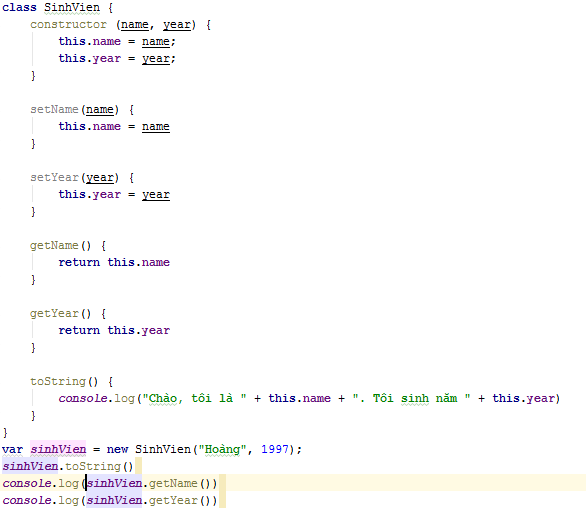 class SinhVien {
    constructor (name, year) {
        this.name = name;
        this.year = year;
    }

    setName(name) {
        this.name = name
    }

    setYear(year) {
        this.year = year
    }

    getName() {
        return this.name
    }

    getYear() {
        return this.year
    }

    toString() {
        console.log("Chào, tôi là " + this.name + ". Tôi sinh năm " + this.year)
    }
}
var sinhVien = new SinhVien("Hoàng", 1997);
sinhVien.toString()
console.log(sinhVien.getName())
console.log(sinhVien.getYear())